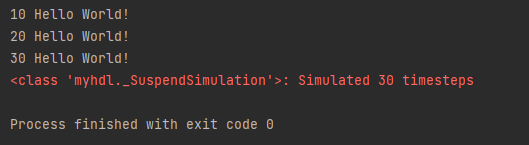 10 Hello World!
20 Hello World!
30 Hello World!
<class 'myhdl._SuspendSimulation'>: Simulated 30 timesteps
Process finished with exit code 0